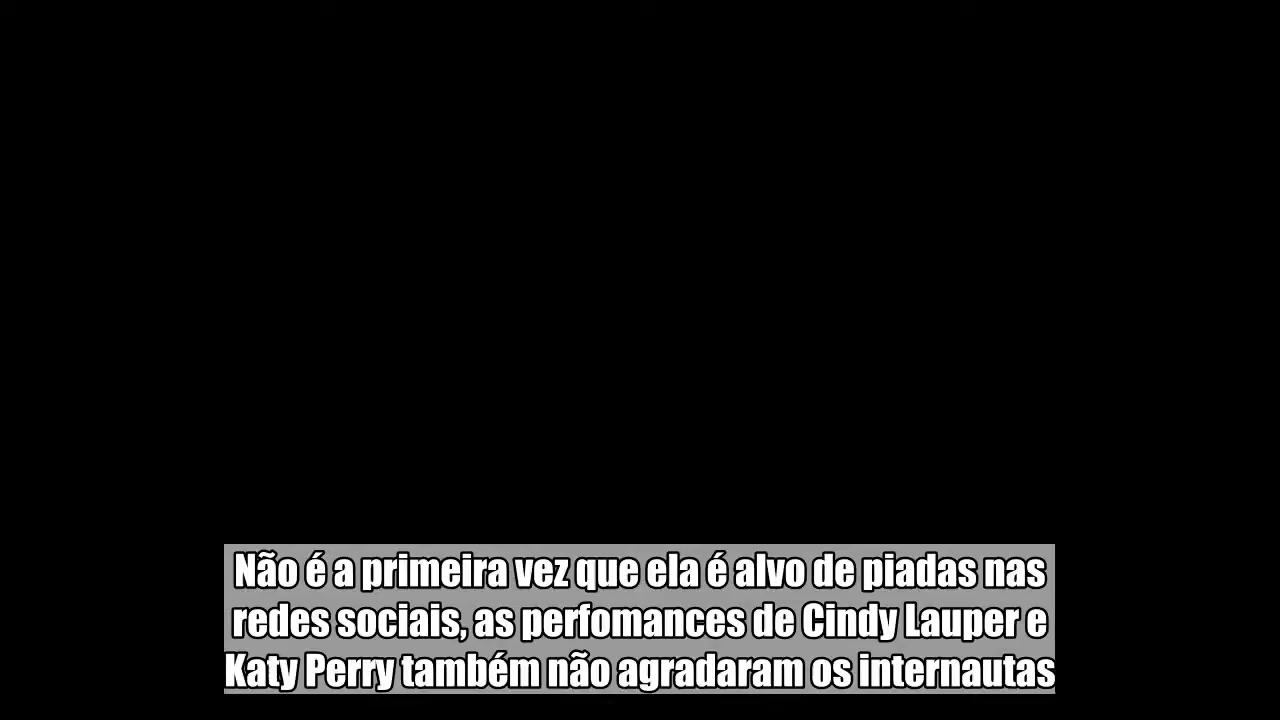 Não é a primeira vez que ela é alvo de piadas nas
redes sociais, as perfomances de Cindy Lauper e
Katy Perry também não agradaram os internautas